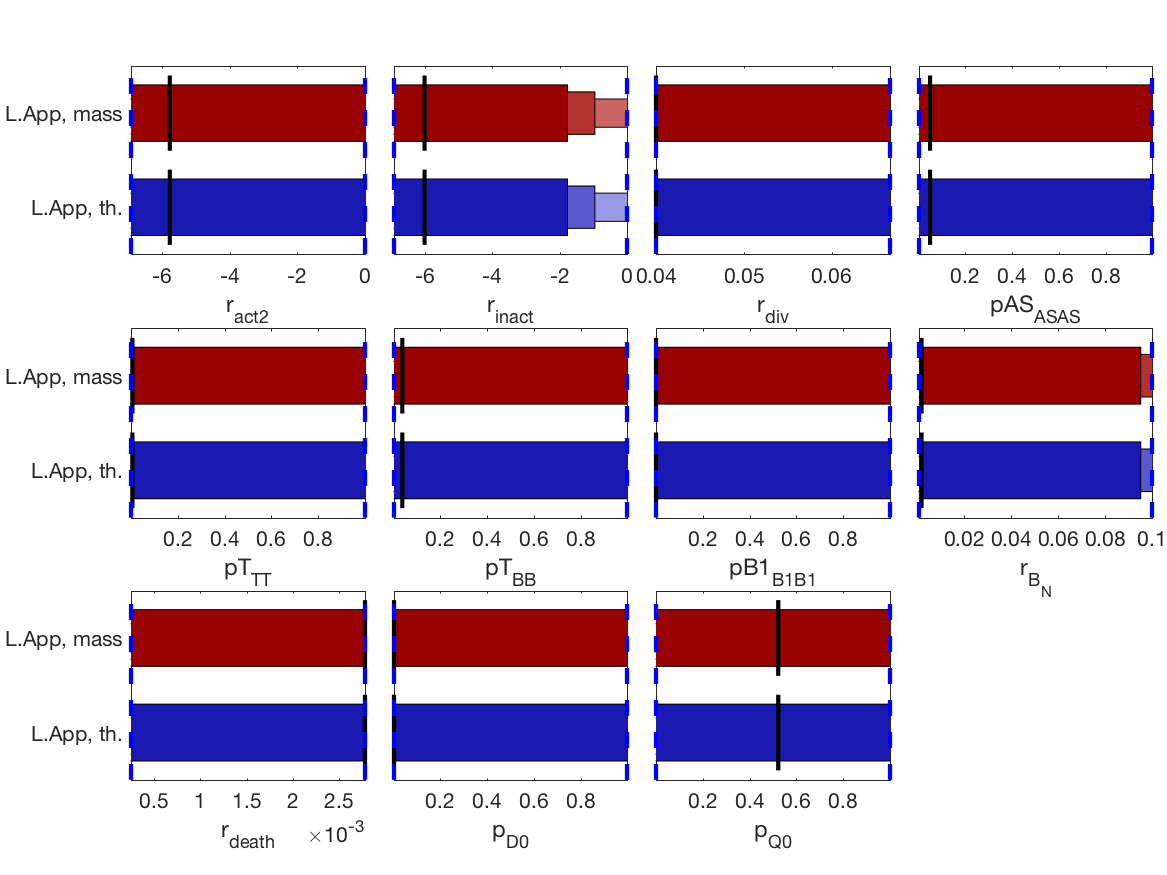 L.App, mass
L.App, th.
-6 -4 -2 0
r_act2
-6 -4 -2 0
r_inact
0.04 0.05 0.06
r_div
0.2 0.4 0.6 0.8
pAS_ASAS
L.App, mass
L.App, th.
0.2 0.4 0.6 0.8
pT_TT
0.2 0.4 0.6 0.8
pT_BB
0.2 0.4 0.6 0.8
pB1_B1B1
0.02 0.04 0.06 0.08 0.1
r_B_N
L.App, mass
L.App, th.
0.5 1 1.5 2 2.5
r_death ×10^-3
0.2 0.4 0.6 0.8
p_D0
0.2 0.4 0.6 0.8
p_Q0